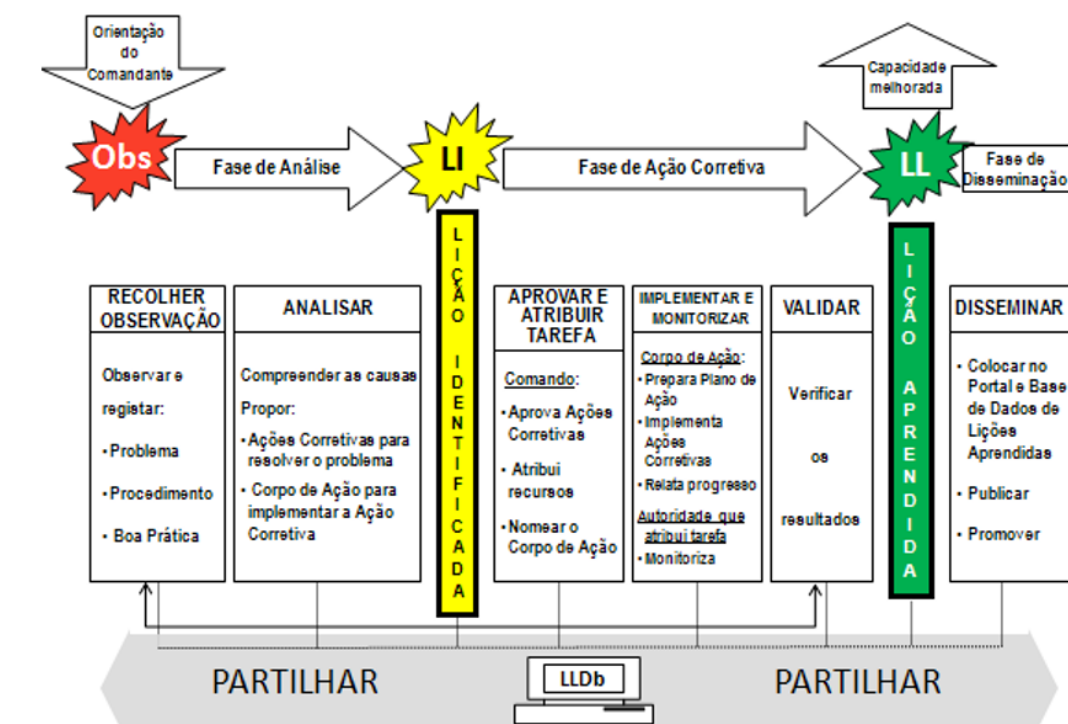 Orientação
do
Comandante
Capacidade
melhorada
Obs
Fase de Análise
LI
Fase de Ação Corretiva
LL
Fase de
Disseminação
RECOLHER
OBSERVAÇÃO
Observar e
registar:
• Problema
• Procedimento
• Boa Prática
ANALISAR
Compreender as causas
Propor:
• Ações Corretivas para
resolver o problema
• Corpo de Ação para
implementar a Ação
Corretiva
LIÇÃO IDENTIFICADA
APROVAR E
ATRIBUIR
TAREFA
Comando:
• Aprova Ações
Corretivas
• Atribui
recursos
• Nomear o
Corpo de Ação
IMPLEMENTAR E
MONITORIZAR
Corpo de Ação:
• Prepara Plano de
Ação
• Implementa
Ações
Corretivas
• Relata progresso
Autoridade que
atribui tarefa
• Monitoriza
VALIDAR
Verificar
os
resultados
LIÇÃO APRENDIDA
DISSEMINAR
• Colocar no
Portal e Base
de Dados de
Lições
Aprendidas
• Publicar
• Promover
PARTILHAR
LLDb
PARTILHAR